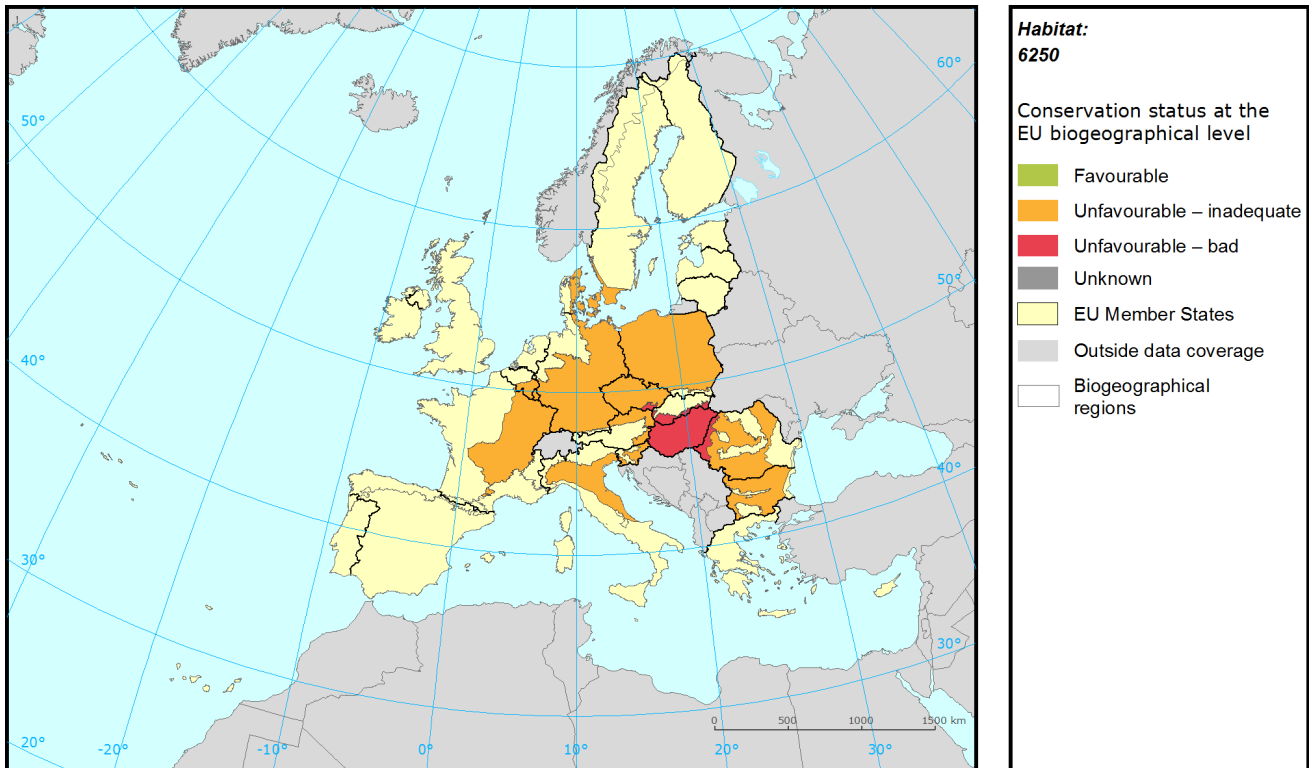 60°
50°
50°
40°
40°
30°
30°
20°
-20°
-10°
0°
10°
20°
30°
0
500
1000
1500 km
Habitat:
6250
Conservation status at the
EU biogeographical level
Favourable
Unfavourable – inadequate
Unfavourable – bad
Unknown
EU Member States
Outside data coverage
Biogeographical
regions